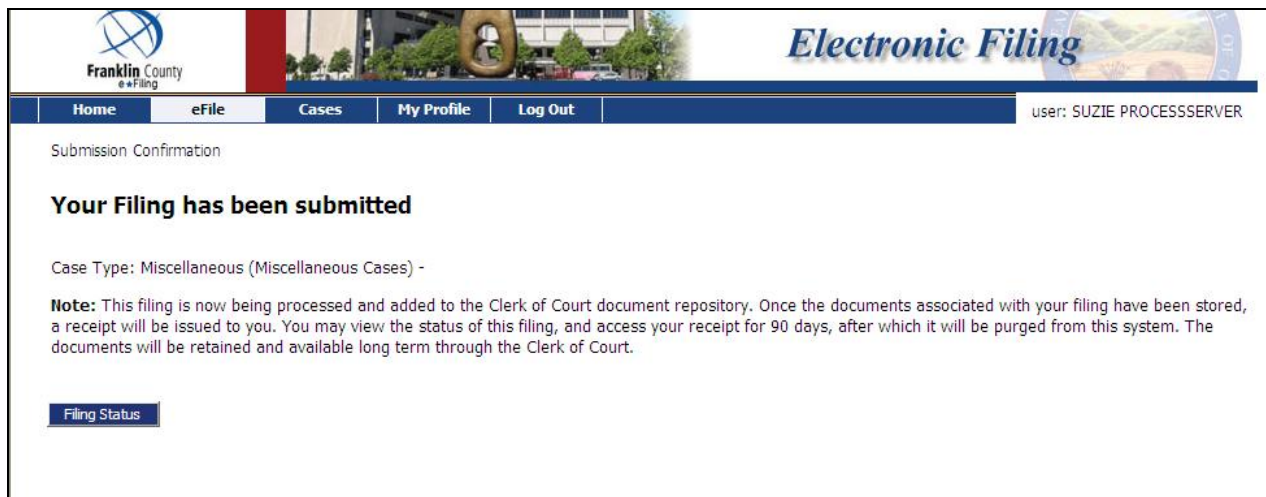 Franklin County
e★Filing
Electronic Filing
Home eFile Cases My Profile Log Out user: SUZIE PROCESSSERVER
Submission Confirmation
Your Filing has been submitted
Case Type: Miscellaneous (Miscellaneous Cases) -
Note: This filing is now being processed and added to the Clerk of Court document repository. Once the documents associated with your filing have been stored,
a receipt will be issued to you. You may view the status of this filing, and access your receipt for 90 days, after which it will be purged from this system. The
documents will be retained and available long term through the Clerk of Court.
Filing Status